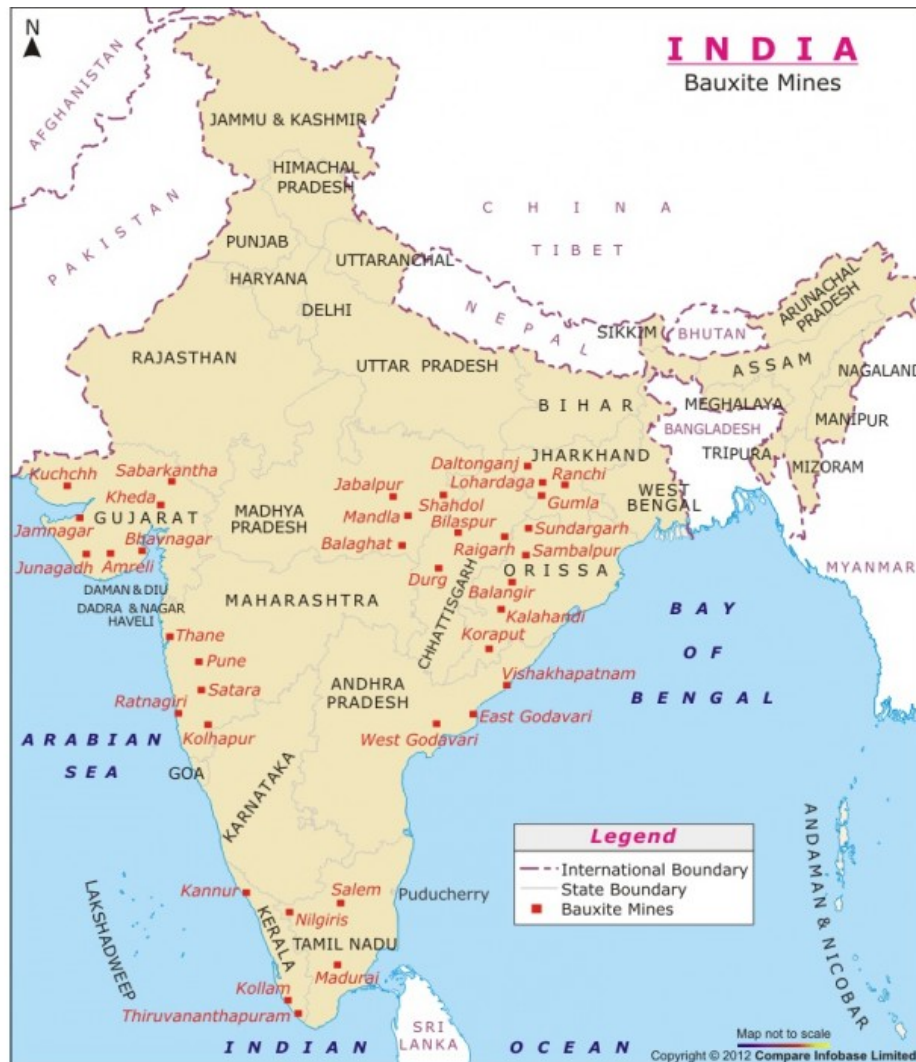 N
INDIA
Bauxite Mines
AFGHANISTAN
PAKISTAN
JAMMU & KASHMIR
HIMACHAL
PRADESH
CHINA
TIBET
PUNJAB
UTTARANCHAL
HARYANA
DELHI
NEPAL
SIKKIM
BHUTAN
ARUNACHAL
PRADESH
RAJASTHAN
UTTAR PRADESH
ASSAM
NAGALAND
BIHAR
MEGHALAYA
MANIPUR
BANGLADESH
TRIPURA
MIZORAM
JHARKHAND
WEST
BENGAL
MYANMAR
Kuchchh
Sabarkantha
Kheda
GUJARAT
Jamnagar
Bhavnagar
Junagadh
Amreli
DAMAN & DIU
DADRA & NAGAR
HAVELI
MADHYA
PRADESH
Jabalpur
Mandla
Balaghat
Shahdol
Bilaspur
Daltonganj
Lohardaga
Ranchi
Gumla
Sundargarh
Raigarh
Sambalpur
ORISSA
Durg
Balangir
Kalahandi
Koraput
CHHATTISGARH
MAHARASHTRA
Thane
Pune
Satara
Ratnagiri
Kolhapur
Vishakhapatnam
ANDHRA
PRADESH
East Godavari
West Godavari
BAY
OF
BENGAL
ARABIAN
SEA
GOA
KARNATAKA
Kannur
Salem
Puducherry
Nilgiris
KERALA
TAMIL NADU
Madurai
Kollam
Thiruvananthapuram
LAKSHADWEEP
ANDAMAN & NICOBAR
SRI
LANKA
INDIAN OCEAN
Legend
International Boundary
State Boundary
Bauxite Mines
Map not to scale
Copyright © 2012 Compare Infobase Limited